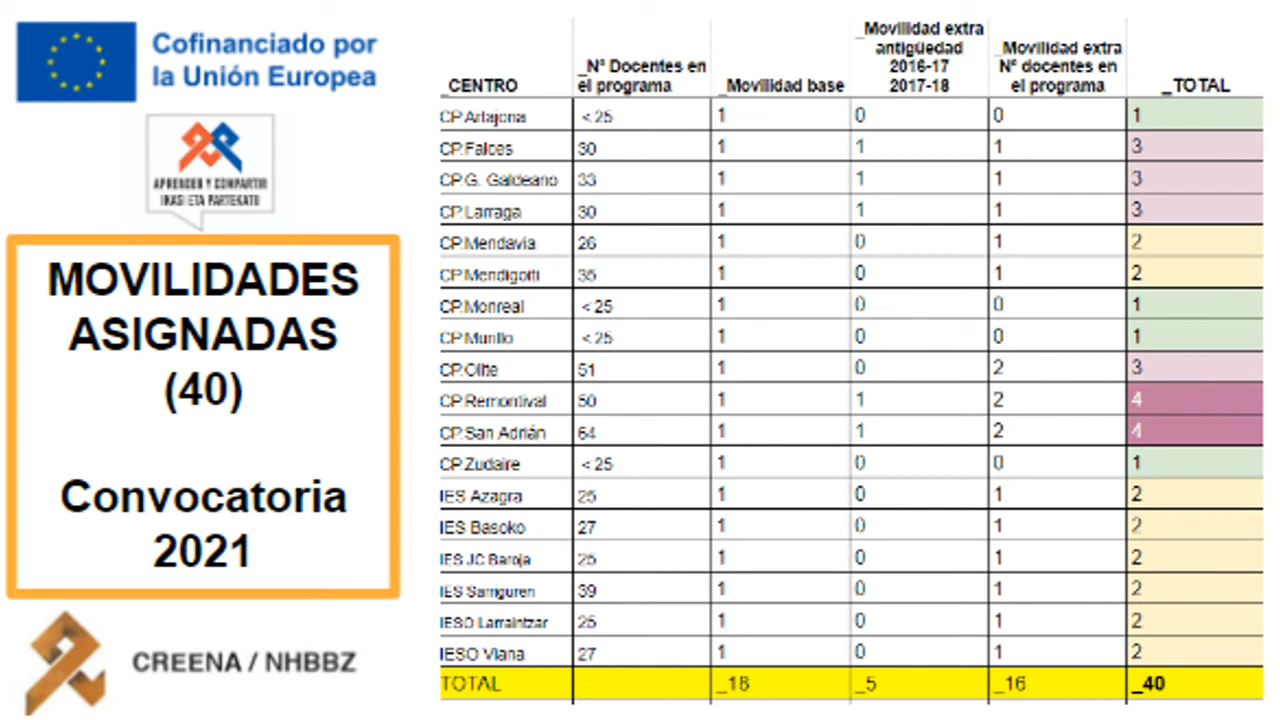 Cofinanciado por
la Unión Europea
APRENDER Y COMPARTIR
IKASI ETA PARTEKATU
MOVILIDADES
ASIGNADAS
(40)
Convocatoria
2021
CREENA / NHBBZ
_CENTRO _Nº Docentes en el programa _Movilidad base _Movilidad extra antigüedad 2016-17 2017-18 _Movilidad extra Nº docentes en el programa _TOTAL
CP.Artajona <25 1 0 0 1
CP.Falces 30 1 1 1 3
CP.G. Galdeano 33 1 1 1 3
CP.Larraga 30 1 1 1 3
CP.Mendavia 26 1 0 1 2
CP.Mendigoiti 35 1 0 1 2
CP.Monreal <25 1 0 0 1
CP.Murillo <25 1 0 0 1
CP.Olite 51 1 0 2 3
CP.Remontival 50 1 1 2 4
CP.San Adrián 64 1 1 2 4
CP.Zudaire <25 1 0 0 1
IES Azagra 25 1 0 1 2
IES Basoko 27 1 0 1 2
IES JC Baroja 25 1 0 1 2
IES Sarriguren 39 1 0 1 2
IESO Larraintzar 25 1 0 1 2
IESO Viana 27 1 0 1 2
TOTAL _18 _5 _16 _40